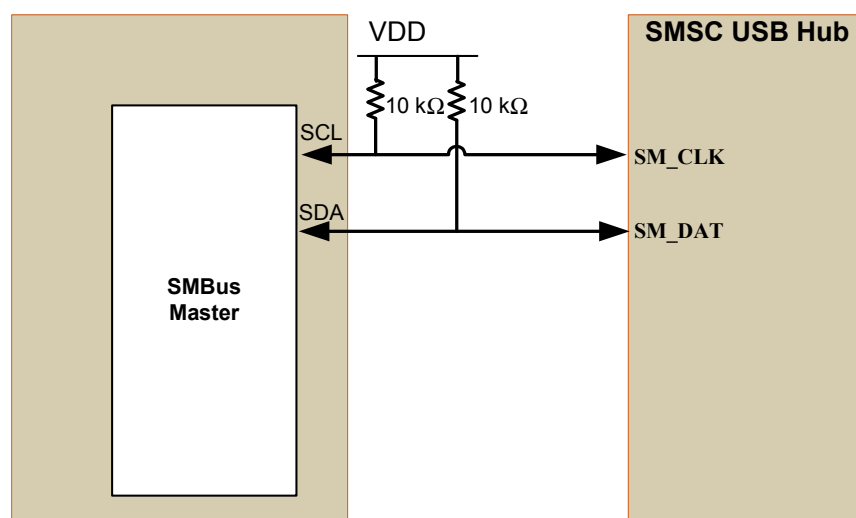 VDD
SMSC USB Hub
10 kΩ
10 kΩ
SCL
SM_CLK
SDA
SM_DAT
SMBus
Master